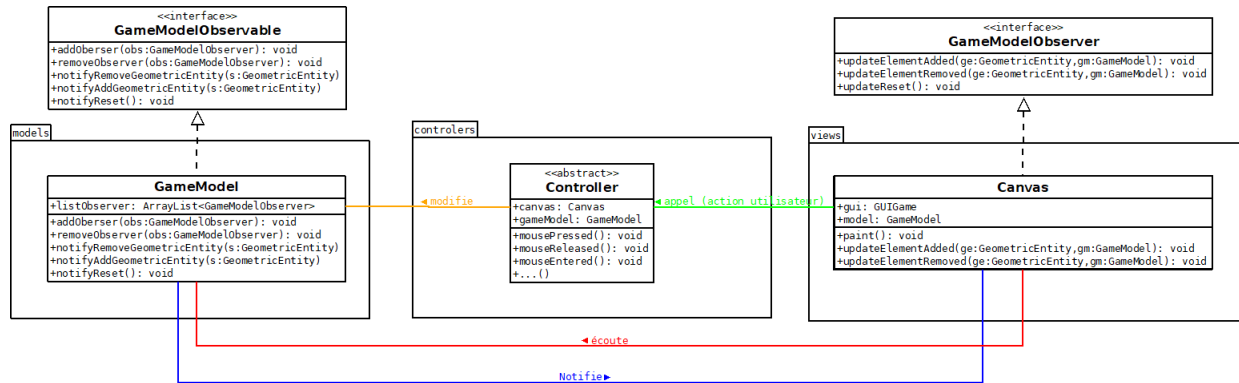 <<interface>>
GameModelObservable
+addOberser(obs:GameModelObserver): void
+removeObserver(obs:GameModelObserver): void
+notifyRemoveGeometricEntity(s:GeometricEntity)
+notifyAddGeometricEntity(s:GeometricEntity)
+notifyReset(): void
<<interface>>
GameModelObserver
+updateElementAdded(ge:GeometricEntity,gm:GameModel): void
+updateElementRemoved(ge:GeometricEntity,gm:GameModel): void
+updateReset(): void
models
GameModel
+listObserver: ArrayList<GameModelObserver>
+addOberser(obs:GameModelObserver): void
+removeObserver(obs:GameModelObserver): void
+notifyRemoveGeometricEntity(s:GeometricEntity)
+notifyAddGeometricEntity(s:GeometricEntity)
+notifyReset(): void
modifie
controlers
<<abstract>>
Controller
+canvas: Canvas
+gameModel: GameModel
+mousePressed(): void
+mouseReleased(): void
+mouseEntered(): void
+...()
appel (action utilisateur)
views
Canvas
+gui: GUIGame
+model: GameModel
+paint(): void
+updateElementAdded(ge:GeometricEntity,gm:GameModel): void
+updateElementRemoved(ge:GeometricEntity,gm:GameModel): void
écoute
Notifie